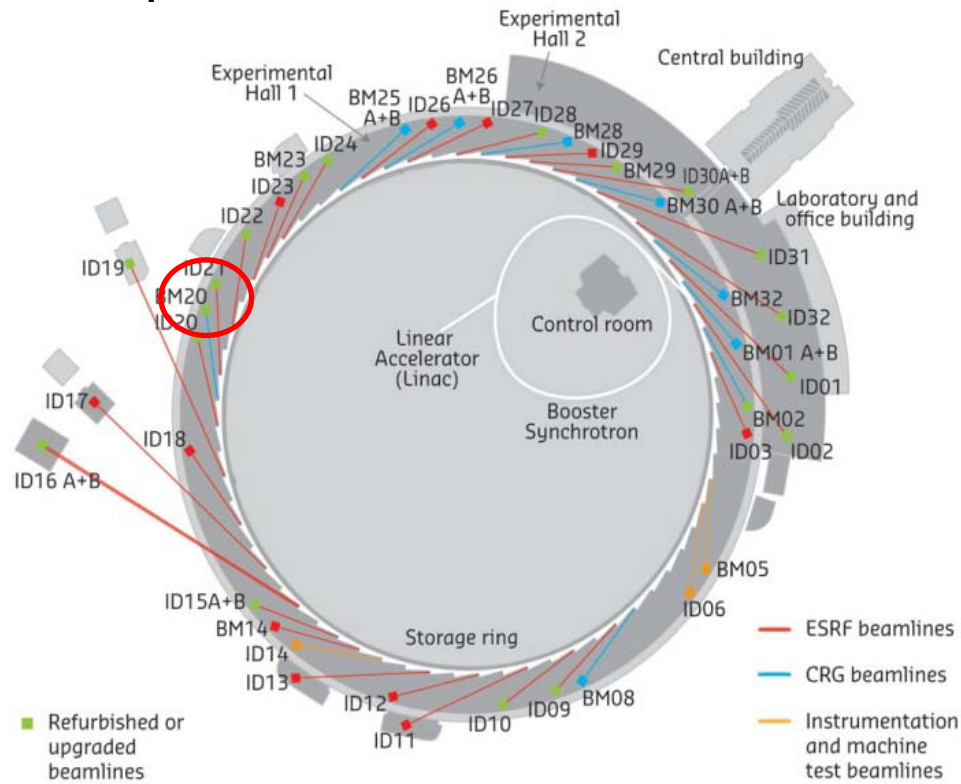 Experimental
Hall 2
Central building
Experimental
Hall 1
BM25
A+B
ID26
BM26
A+B
ID27
ID28
BM28
ID29
BM29
ID30A+B
BM30 A+B
Laboratory and
office building
ID24
BM23
ID23
ID22
ID19
ID21
BM20
ID20
ID31
BM32
ID32
BM01 A+B
ID01
BM02
ID03
ID02
Control room
Linear
Accelerator
(Linac)
Booster
Synchrotron
ID17
ID18
ID16 A+B
BM05
ID06
ID15A+B
BM14
ID14
ID13
Storage ring
ID12
ID11
ID10
ID09
BM08
ESRF beamlines
CRG beamlines
Instrumentation
and machine
test beamlines
Refurbished or
upgraded
beamlines